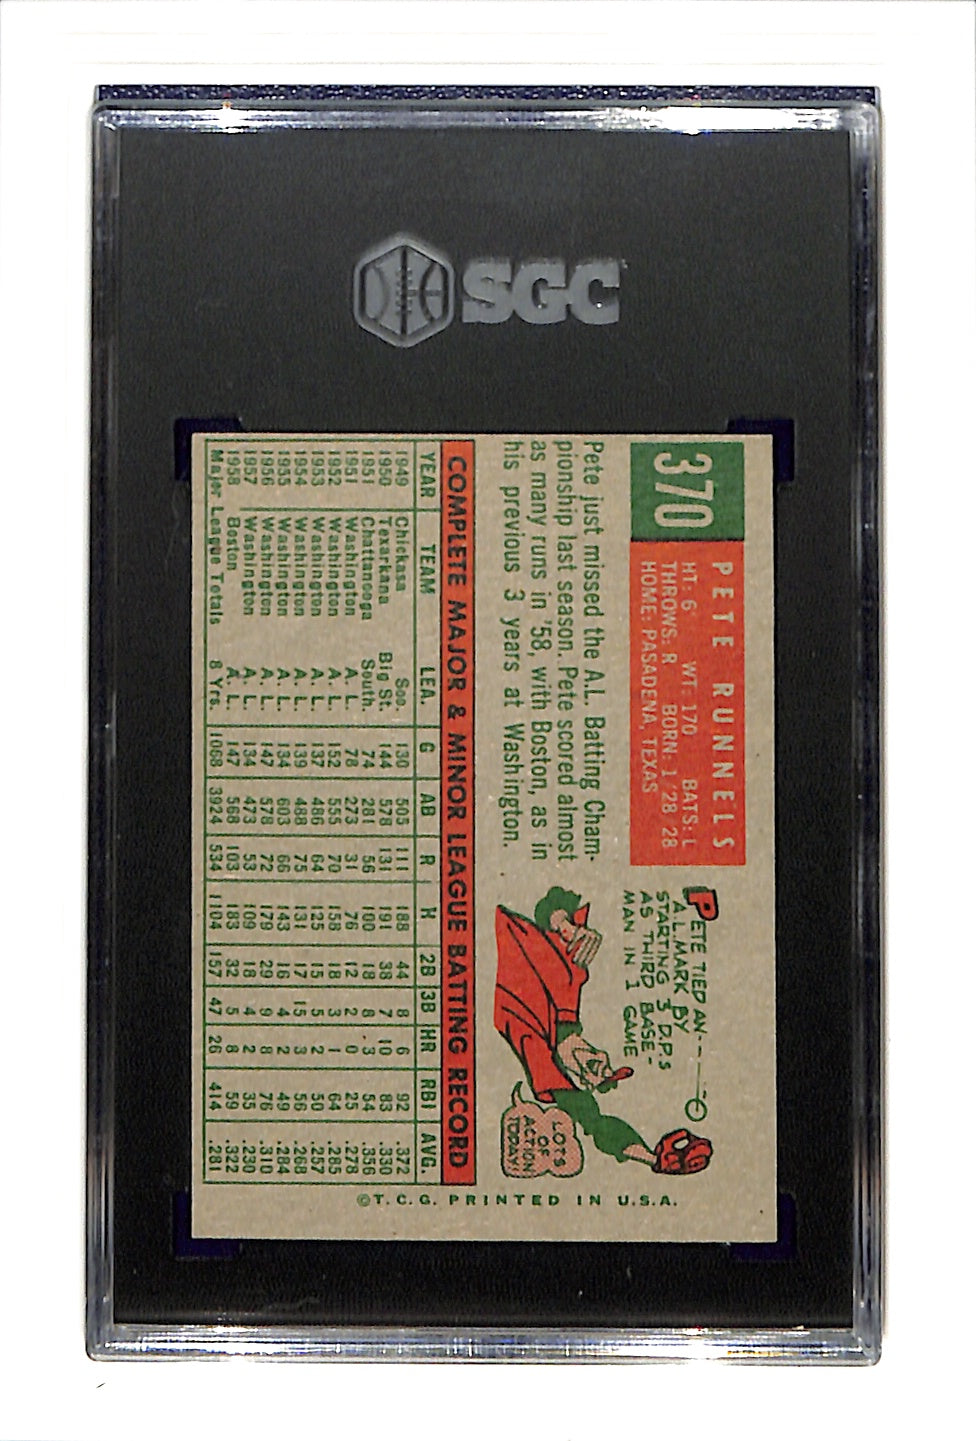 SGC
370
PETE RUNNELS
HT: 6 WT: 170 BATS: L
THROWS: R BORN: 1 28 28
HOME: PASADENA, TEXAS
Pete just missed the A.L. Batting Cham-
pionship last season. Pete scored almost
as many runs in '58, with Boston, as in
his previous 3 years at Washington.
PETE TIED AN
A.L. MARK BY
STARTING 3 D.P.S
AS THIRD BASE-
MAN IN 1 GAME
LOTS
OF
ACTION
TODAY!
COMPLETE MAJOR & MINOR LEAGUE BATTING RECORD
YEAR TEAM LEA. G AB R H 2B 3B HR RBI AVG.
1949 Chickasa Soo. 130 505 111 188 44 8 6 92 .372
1950 Texarkana Big St. 144 578 131 191 38 7 10 83 .330
1951 Chattanooga South. 74 281 56 100 18 8 3 54 .356
1951 Washington A. L. 78 273 31 76 12 2 0 25 .278
1952 Washington A. L. 152 555 70 158 18 3 1 64 .285
1953 Washington A. L. 137 486 64 125 15 5 2 50 .257
1954 Washington A. L. 139 488 75 131 17 15 3 56 .268
1955 Washington A. L. 134 603 66 143 16 4 2 49 .284
1956 Washington A. L. 147 578 72 179 29 9 8 76 .310
1957 Washington A. L. 134 473 53 109 18 4 2 35 .230
1958 Boston A. L. 147 568 103 183 32 5 8 59 .322
Major League Totals 8 Yrs. 1068 3924 534 1104 157 47 26 414 .281
©T.C.G. PRINTED IN U.S.A.